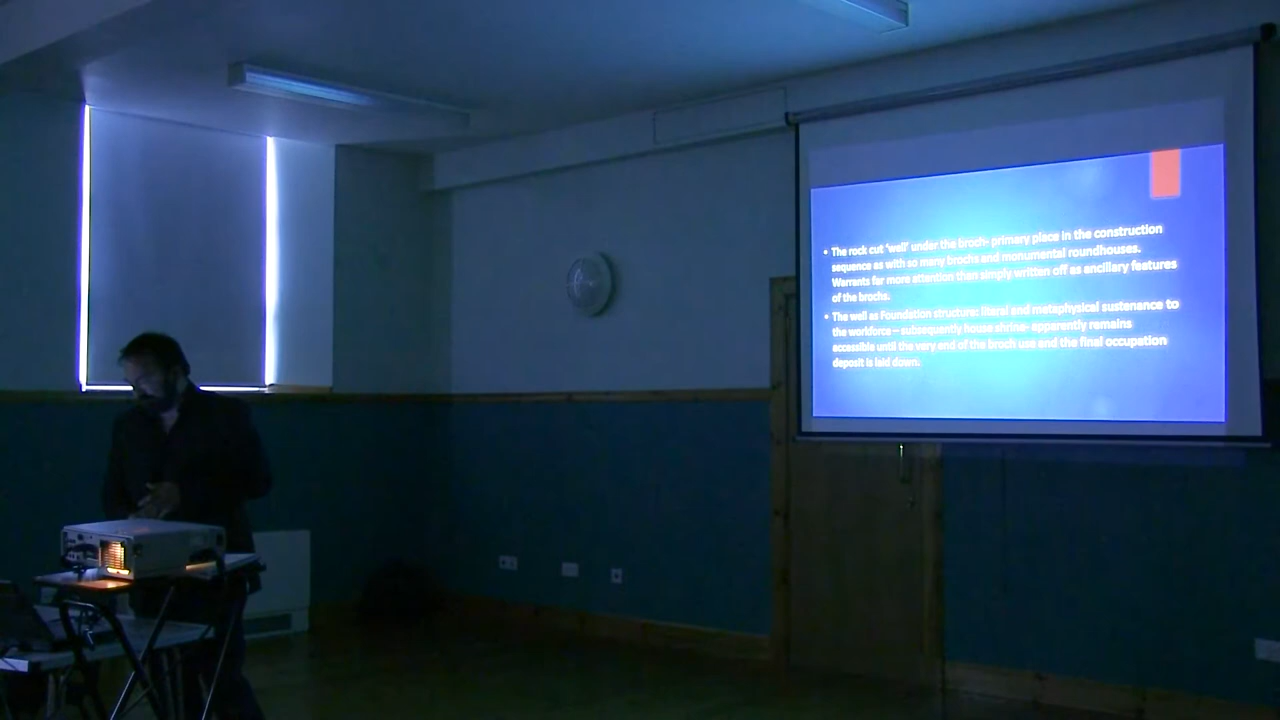 • The rock cut 'well' under the broch- primary place in the construction
sequence as with so many brochs and monumental roundhouses.
Warrants far more attention than simply written off as ancillary features
of the brochs.
• The well as Foundation structure: literal and metaphysical sustenance to
the workforce – subsequently house shrine- apparently remains
accessible until the very end of the broch use and the final occupation
deposit is laid down.